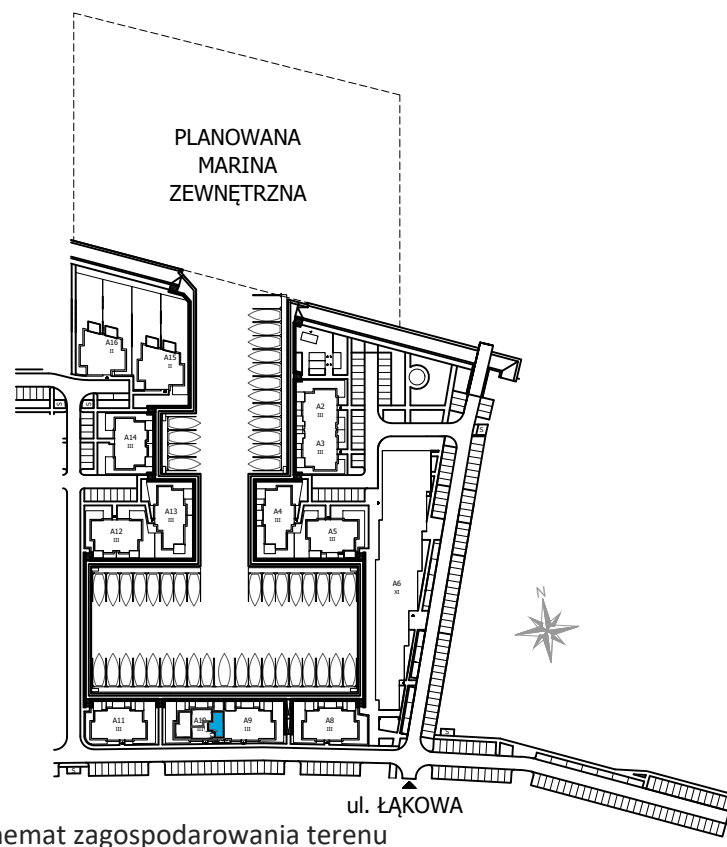 PLANOWANA
MARINA
ZEWNĘTRZNA
A16
II
A15
II
A14
III
A2
III
A3
III
A13
III
A12
III
A4
III
A5
III
A6
XI
N
A11
III
A10
III
A9
III
A8
III
S
S
S
S
S
ul. ŁĄKOWA
hemat zagospodarowania terenu